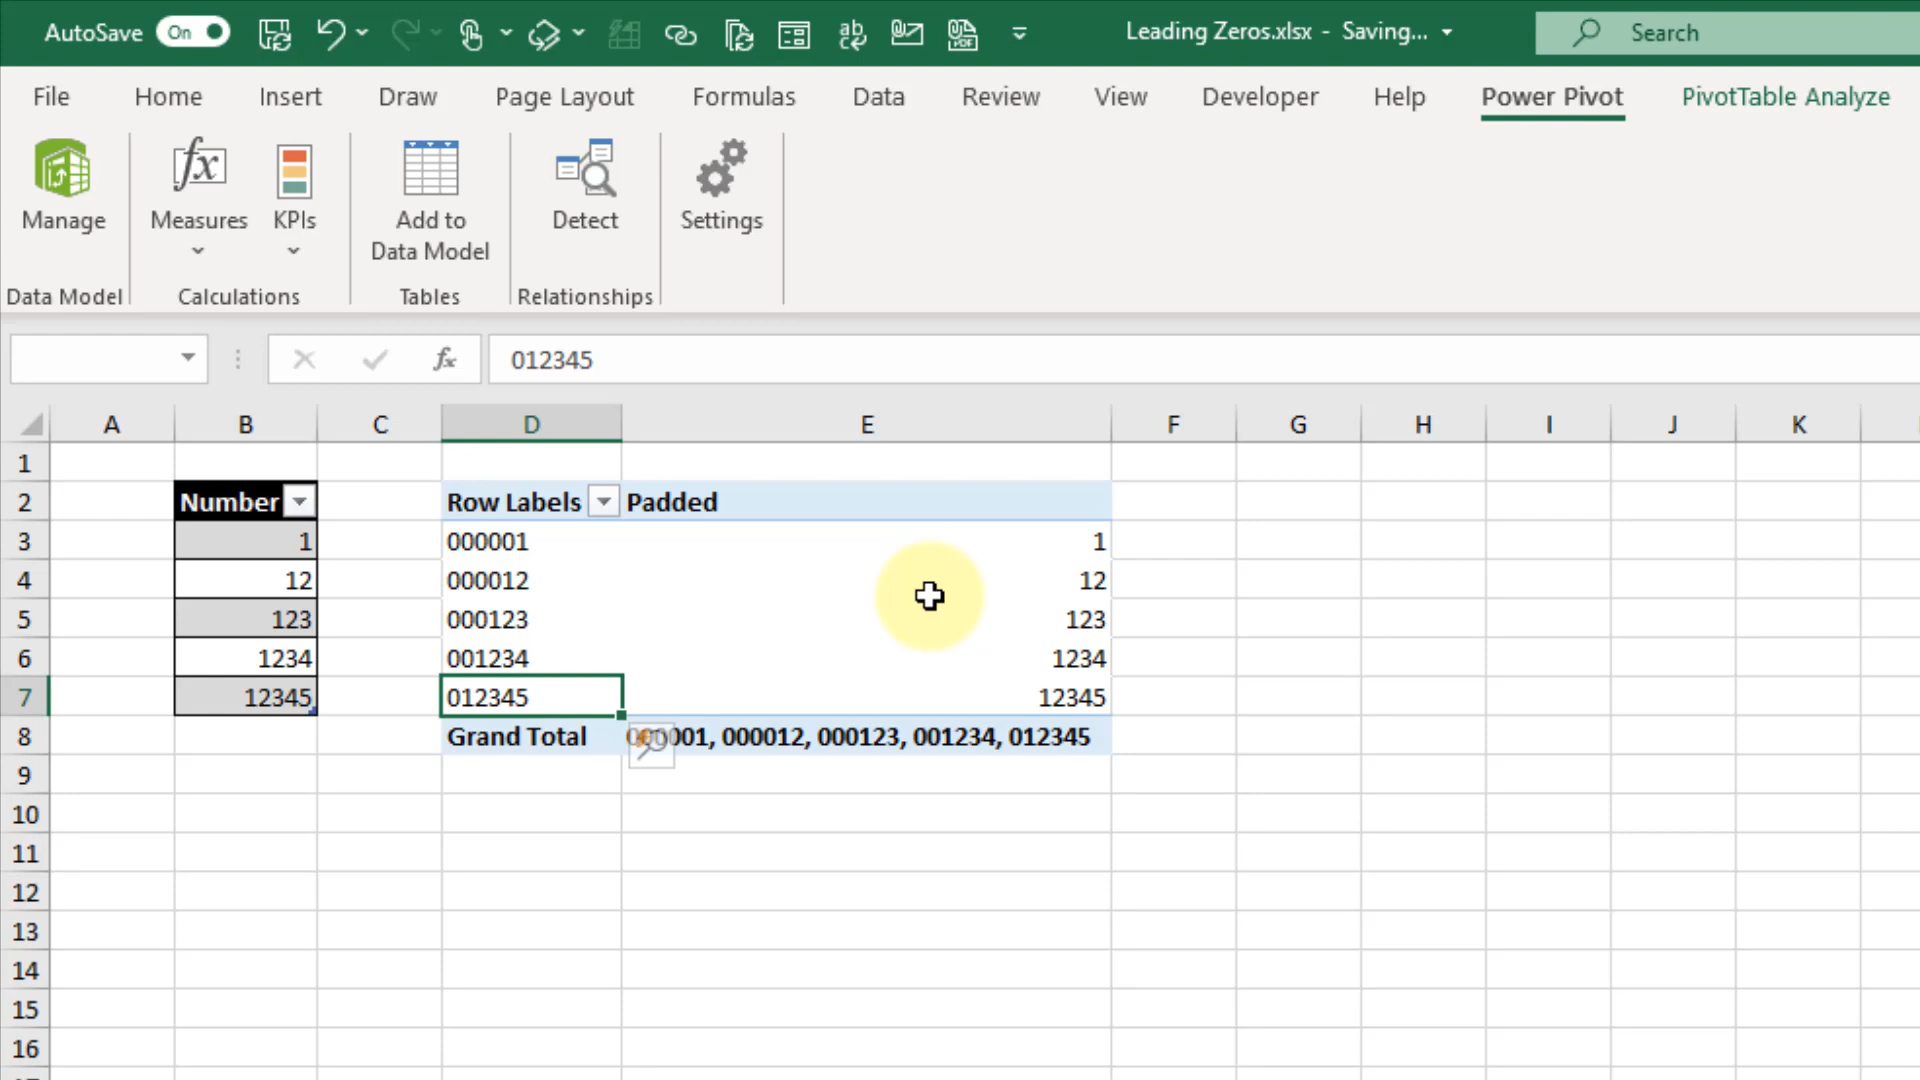 AutoSave On Leading Zeros.xlsx - Saving... Search
File Home Insert Draw Page Layout Formulas Data Review View Developer Help Power Pivot PivotTable Analyze
Manage Measures KPIs Add to Data Model Detect Settings
Data Model Calculations Tables Relationships
fx 012345
A B C D E F G H I J K
1
2 Number Row Labels Padded
3 1 000001 1
4 12 000012 12
5 123 000123 123
6 1234 001234 1234
7 12345 012345 12345
8 Grand Total 000001, 000012, 000123, 001234, 012345
9
10
11
12
13
14
15
16